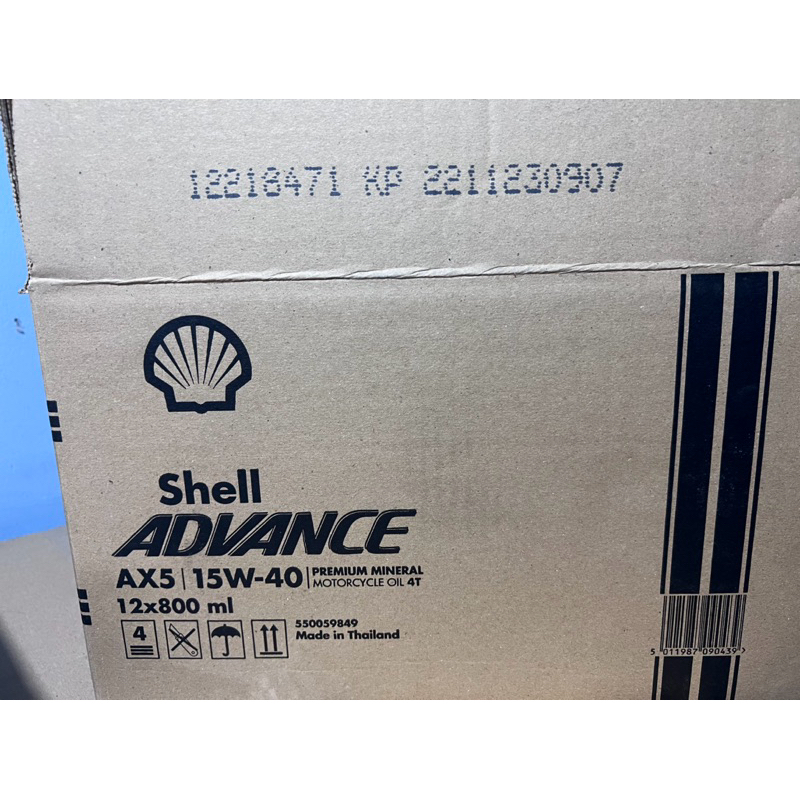 12218471 KP 2211230907
Shell
ADVANCE
AX5 | 15W-40 | PREMIUM MINERAL
MOTORCYCLE OIL 4T
12x800 ml
4
550059849
Made in Thailand
5 011987 090439 >